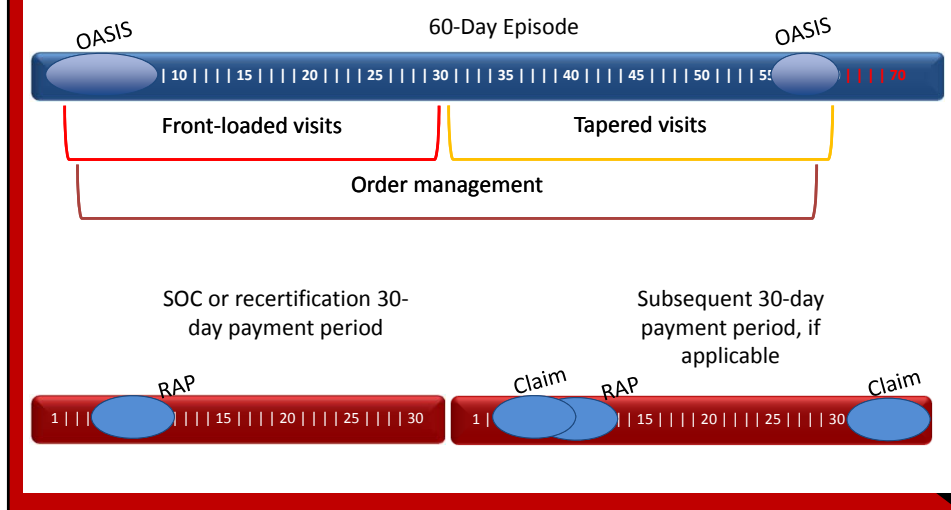 60-Day Episode
OASIS
OASIS
| 10 | | | | 15 | | | | 20 | | | | 25 | | | | 30 | | | | 35 | | | | 40 | | | | 45 | | | | 50 | | | | 55 | | | | 70
Front-loaded visits
Tapered visits
Order management
SOC or recertification 30-
day payment period
Subsequent 30-day
payment period, if
applicable
RAP
Claim
RAP
Claim
1 | | | | | | | 15 | | | | 20 | | | | 25 | | | | 30
1 | | | 15 | | | | 20 | | | | 25 | | | | 30